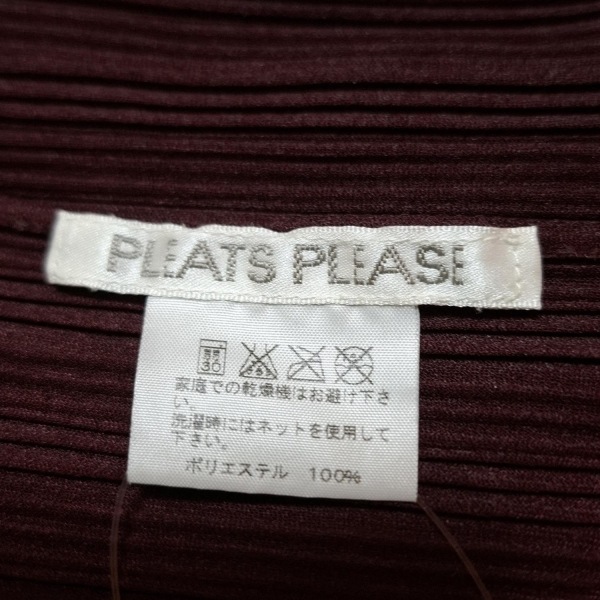 PLEATS PLEASE
30
家庭での乾燥機はお避け下さ
い.
洗濯時にはネットを使用して
下さい.
ポリエステル 100%